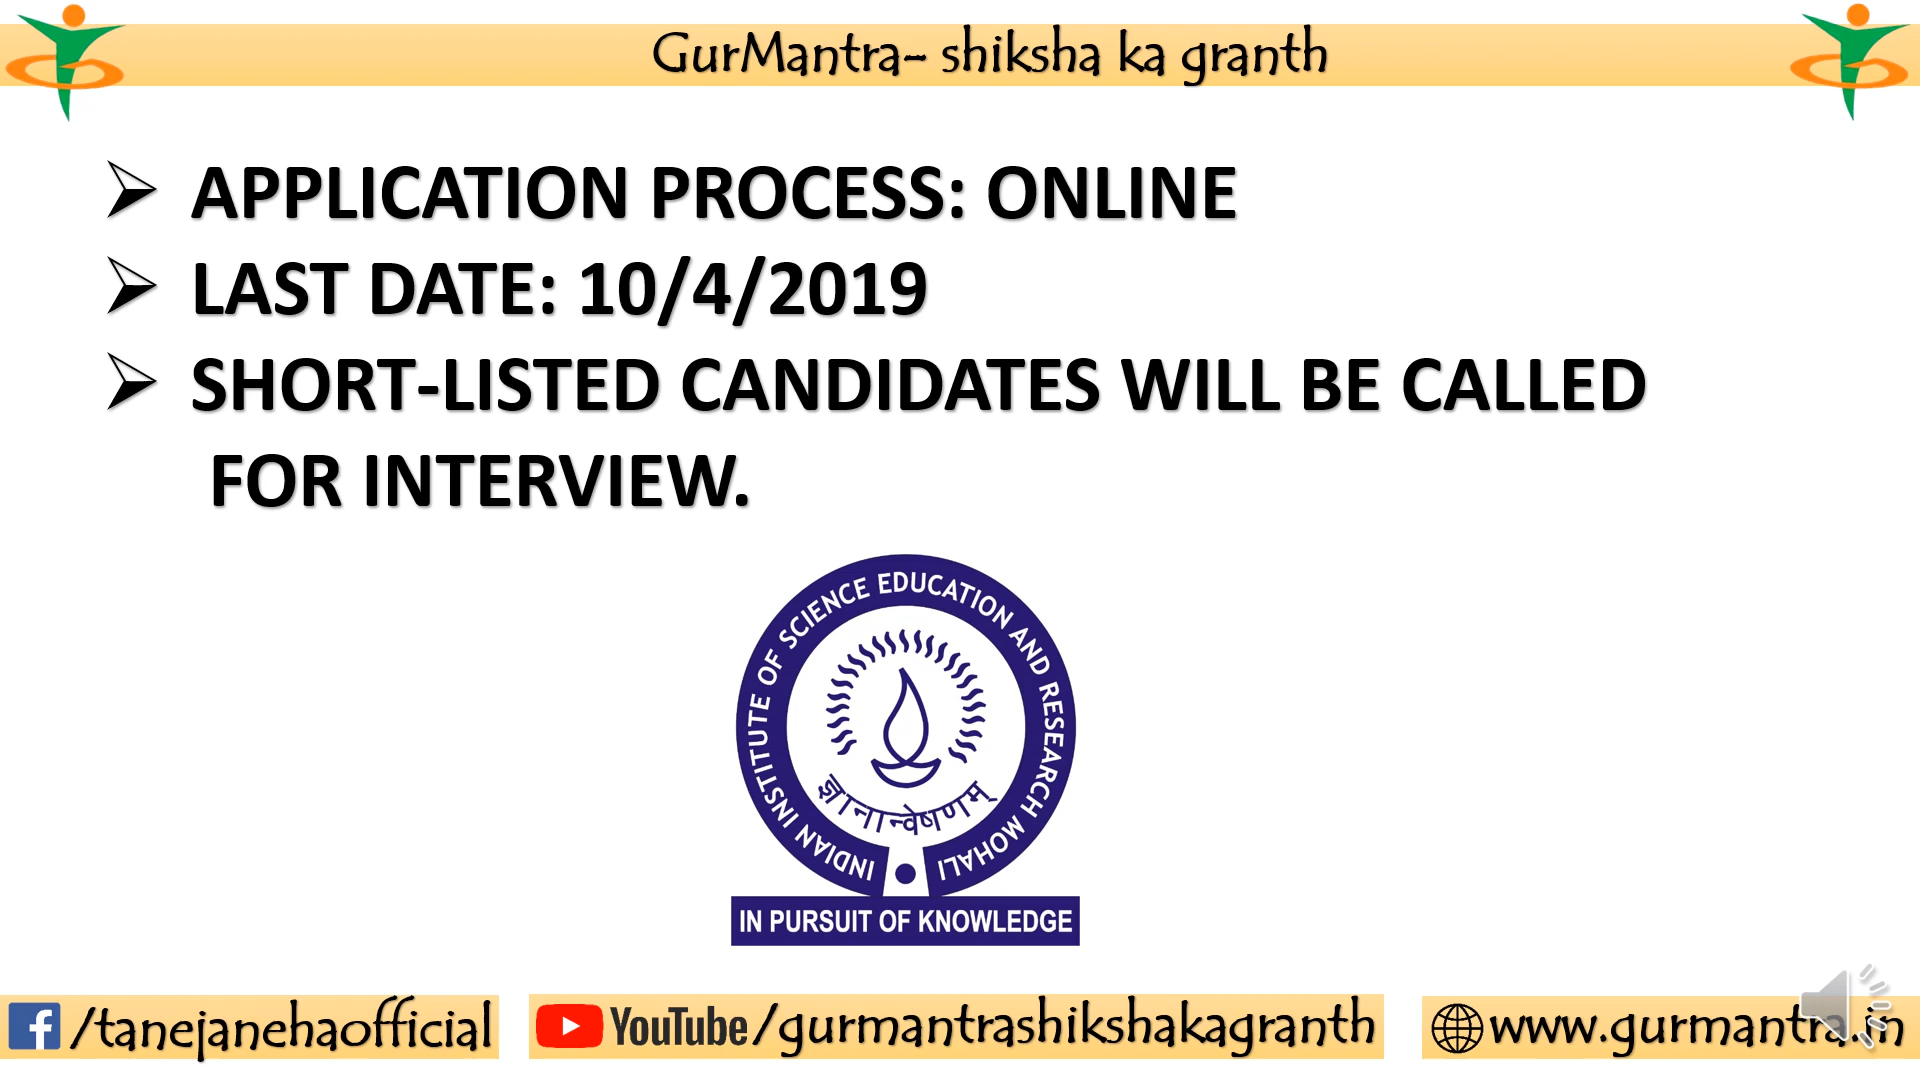 GurMantra- shiksha ka granth
APPLICATION PROCESS: ONLINE
LAST DATE: 10/4/2019
SHORT-LISTED CANDIDATES WILL BE CALLED
FOR INTERVIEW.
INDIAN INSTITUTE OF SCIENCE EDUCATION AND RESEARCH MOHALI
ज्ञानान्वेषणम्
IN PURSUIT OF KNOWLEDGE
/tanejanehaofficial
YouTube/gurmantrashikshakagranth
www.gurmantra.in